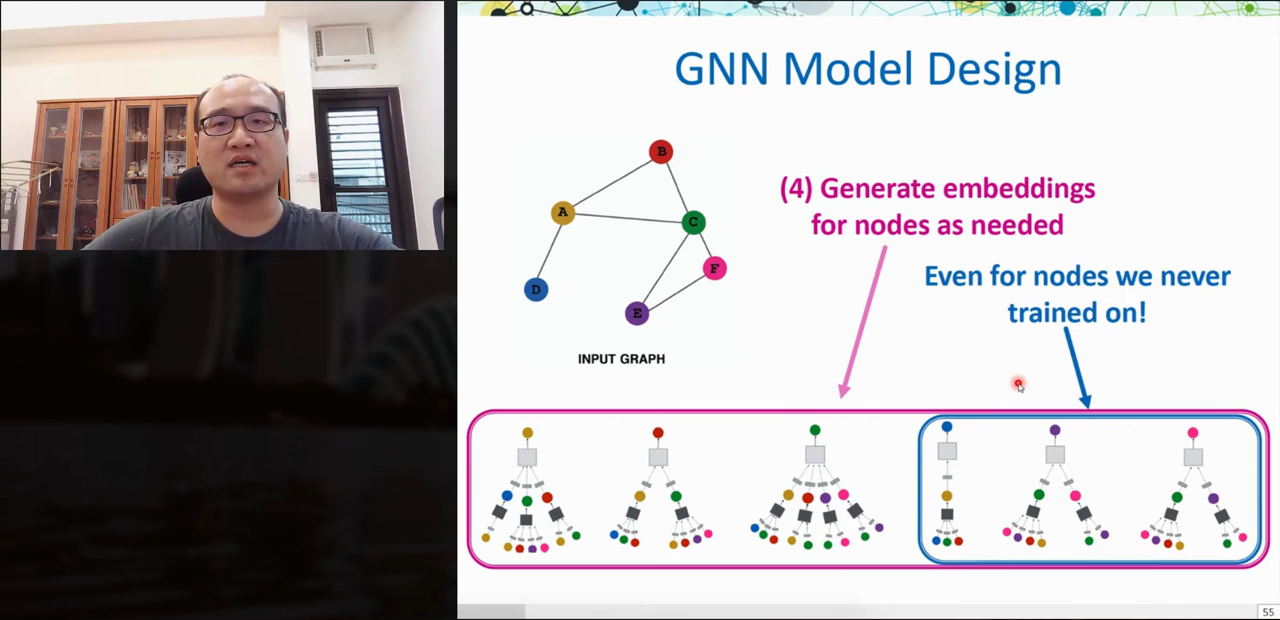 GNN Model Design
B
A
C
F
D
E
INPUT GRAPH
(4) Generate embeddings
for nodes as needed
Even for nodes we never
trained on!
55